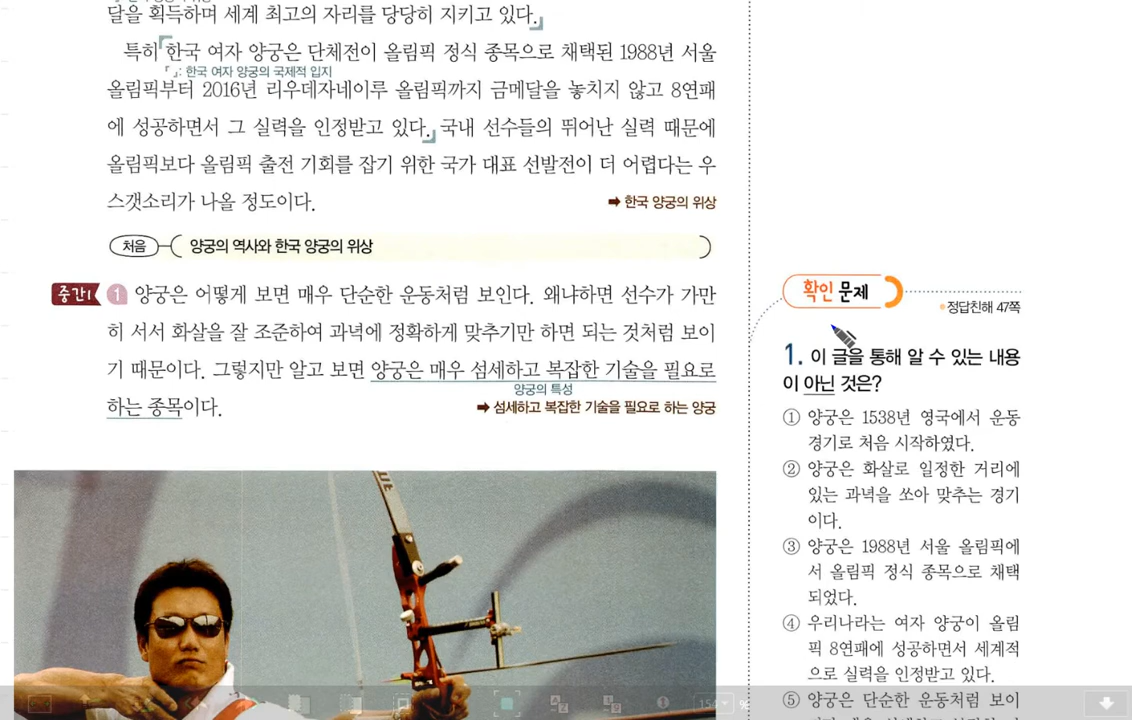 달을 획득하며 세계 최고의 자리를 당당히 지키고 있다.
특히 한국 여자 양궁은 단체전이 올림픽 정식 종목으로 채택된 1988년 서울
「 」: 한국 여자 양궁의 국제적 입지
올림픽부터 2016년 리우데자네이루 올림픽까지 금메달을 놓치지 않고 8연패
에 성공하면서 그 실력을 인정받고 있다. 국내 선수들의 뛰어난 실력 때문에
올림픽보다 올림픽 출전 기회를 잡기 위한 국가 대표 선발전이 더 어렵다는 우
스갯소리가 나올 정도이다.
➡ 한국 양궁의 위상
처음 양궁의 역사와 한국 양궁의 위상
중간1 1 양궁은 어떻게 보면 매우 단순한 운동처럼 보인다. 왜냐하면 선수가 가만
히 서서 화살을 잘 조준하여 과녁에 정확하게 맞추기만 하면 되는 것처럼 보이
기 때문이다. 그렇지만 알고 보면 양궁은 매우 섬세하고 복잡한 기술을 필요로
양궁의 특성
하는 종목이다.
➡ 섬세하고 복잡한 기술을 필요로 하는 양궁
확인 문제
정답친해 47쪽
1. 이 글을 통해 알 수 있는 내용
이 아닌 것은?
① 양궁은 1538년 영국에서 운동
경기로 처음 시작하였다.
② 양궁은 화살로 일정한 거리에
있는 과녁을 쏘아 맞추는 경기
이다.
③ 양궁은 1988년 서울 올림픽에
서 올림픽 정식 종목으로 채택
되었다.
④ 우리나라는 여자 양궁이 올림
픽 8연패에 성공하면서 세계적
으로 실력을 인정받고 있다.
⑤ 양궁은 단순한 운동처럼 보이